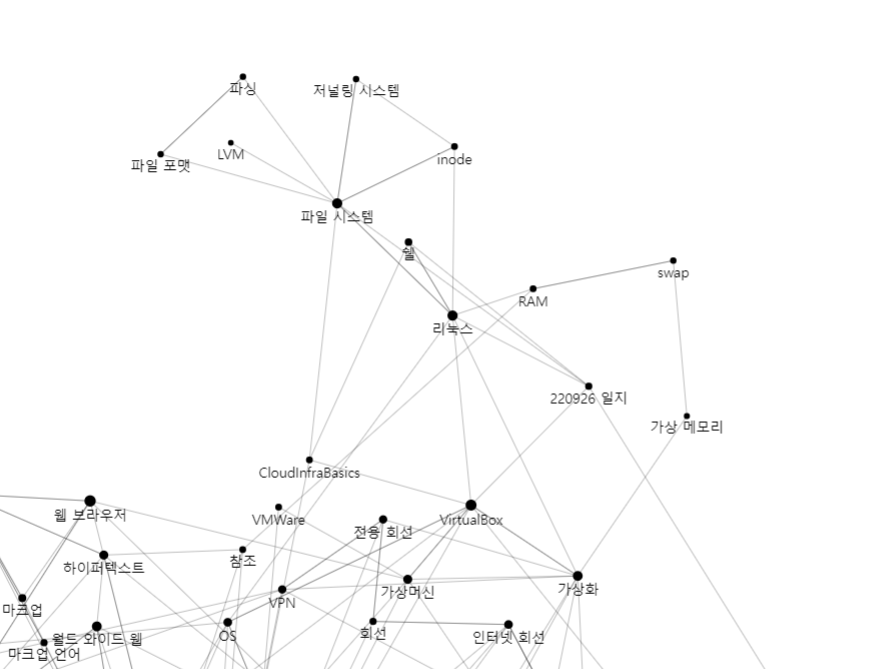 파싱
저널링 시스템
파일 포맷
LVM
inode
파일 시스템
쉘
swap
RAM
리눅스
220926 일지
가상 메모리
CloudInfraBasics
웹 브라우저
VMWare
전용 회선
VirtualBox
하이퍼텍스트
참조
가상머신
가상화
마크업
VPN
월드 와이드 웹
OS
회선
인터넷 회선
마크업 언어